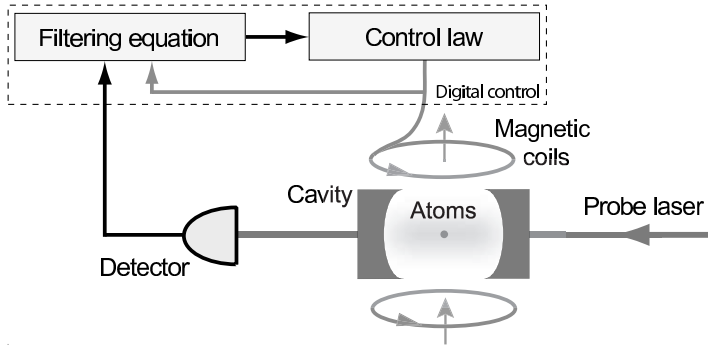 Filtering equation
Control law
Digital control
Magnetic
coils
Cavity
Atoms
Probe laser
Detector